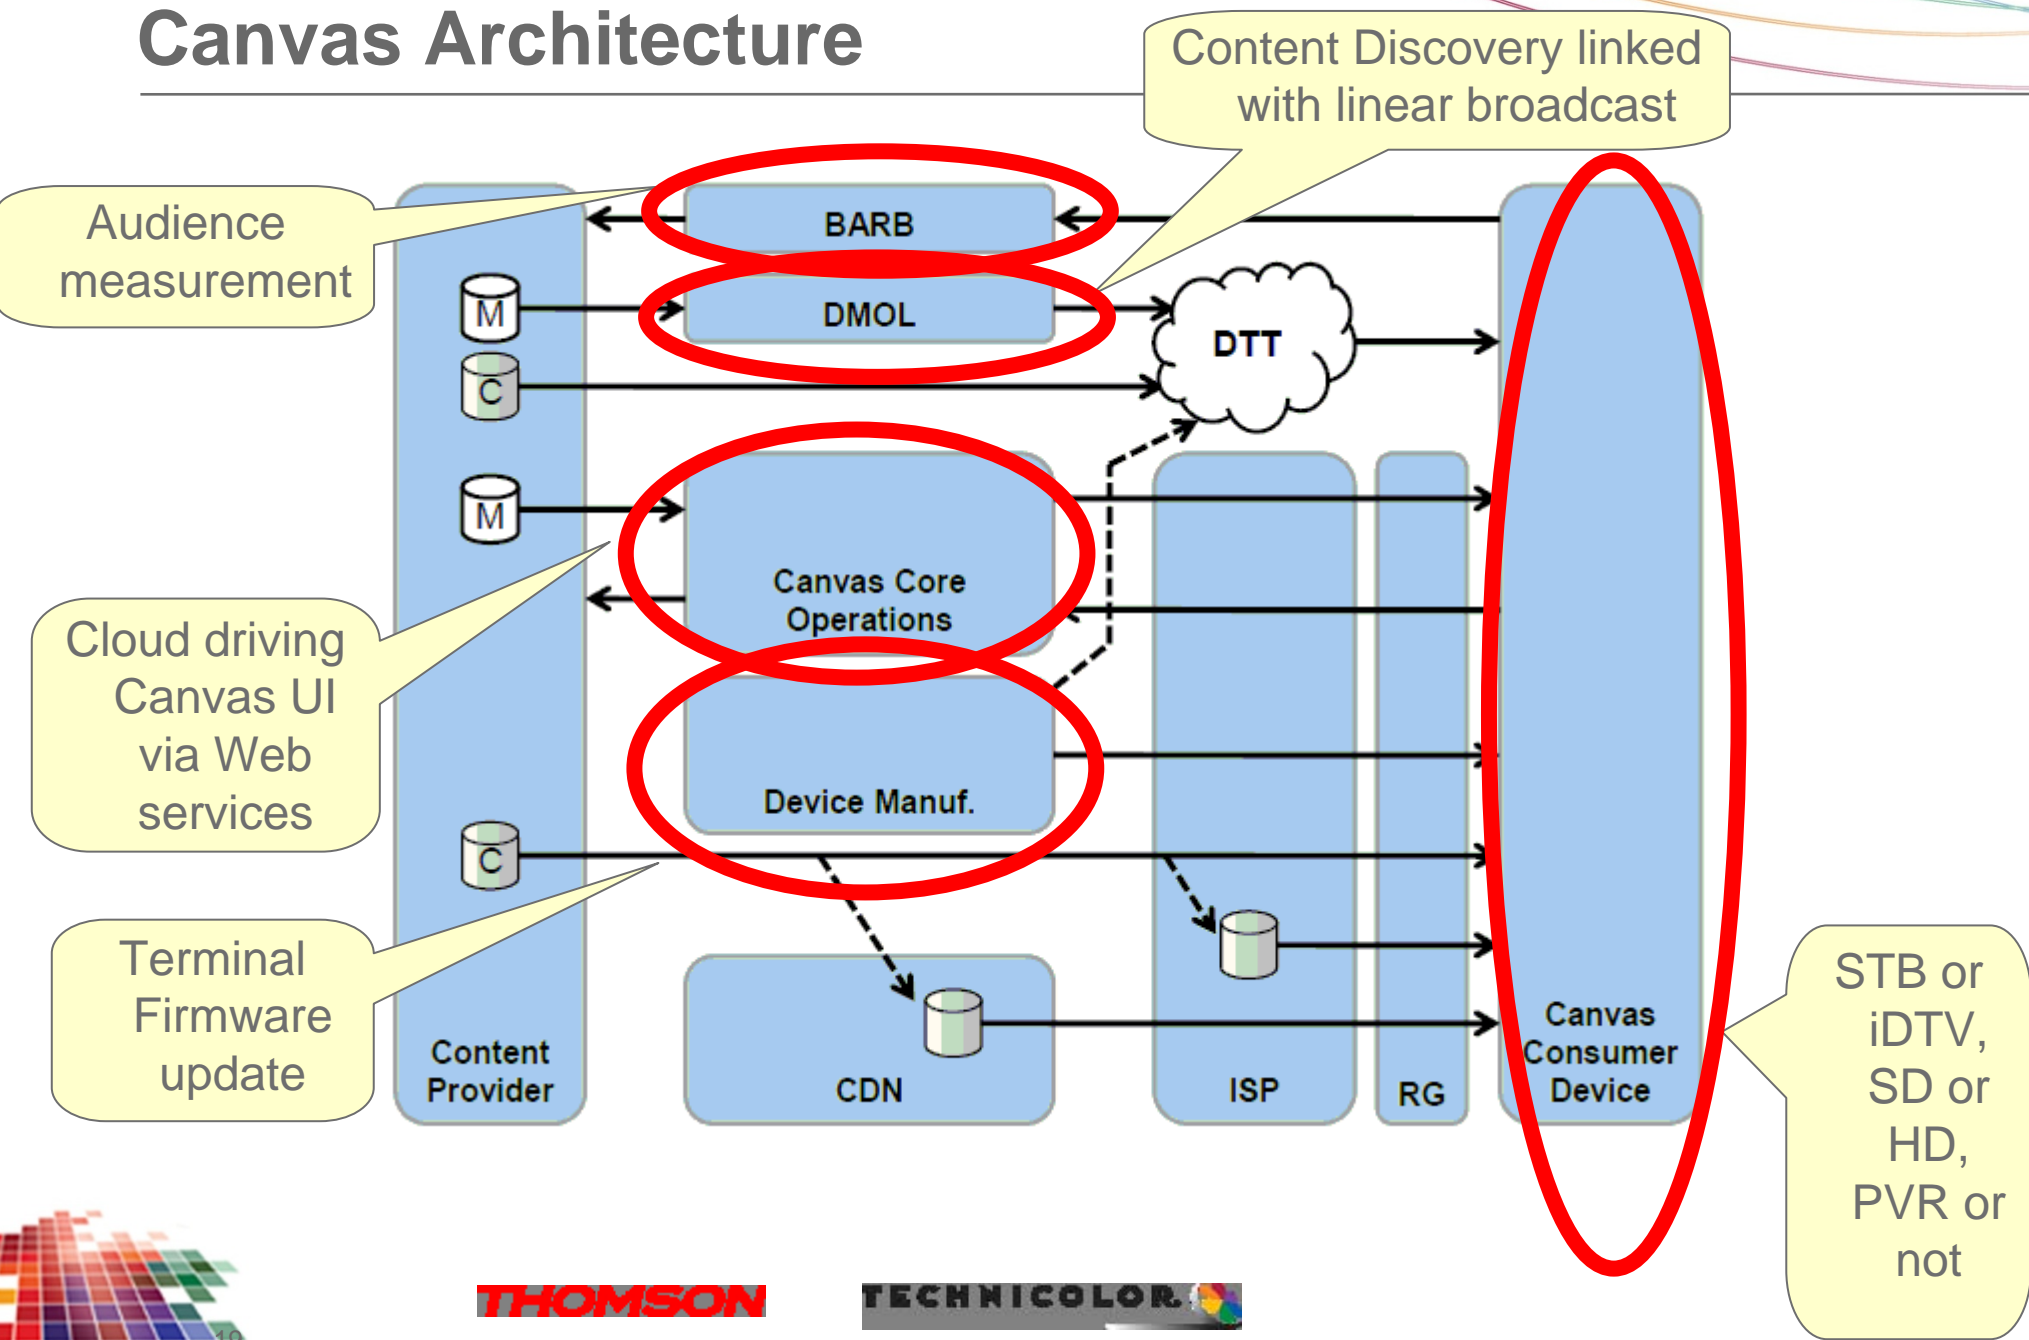 Canvas Architecture
Content Discovery linked
with linear broadcast
Audience
measurement
BARB
M
DMOL
DTT
C
M
Canvas Core
Operations
Cloud driving
Canvas UI
via Web
services
Device Manuf.
C
Terminal
Firmware
update
Content
Provider
CDN
ISP
RG
Canvas
Consumer
Device
STB or
iDTV,
SD or
HD,
PVR or
not
THOMSON
TECHNICOLOR
19